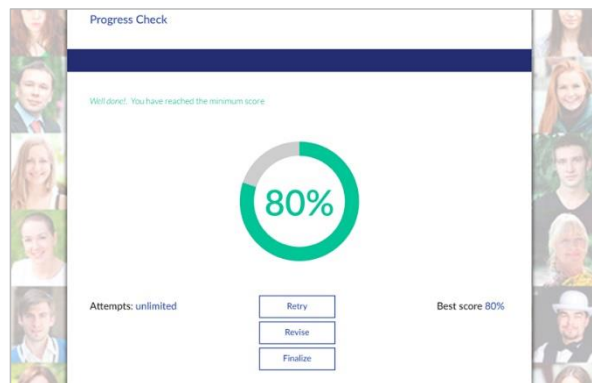 Progress Check
Well done!. You have reached the minimum score
80%
Attempts: unlimited
Retry
Best score 80%
Revise
Finalize